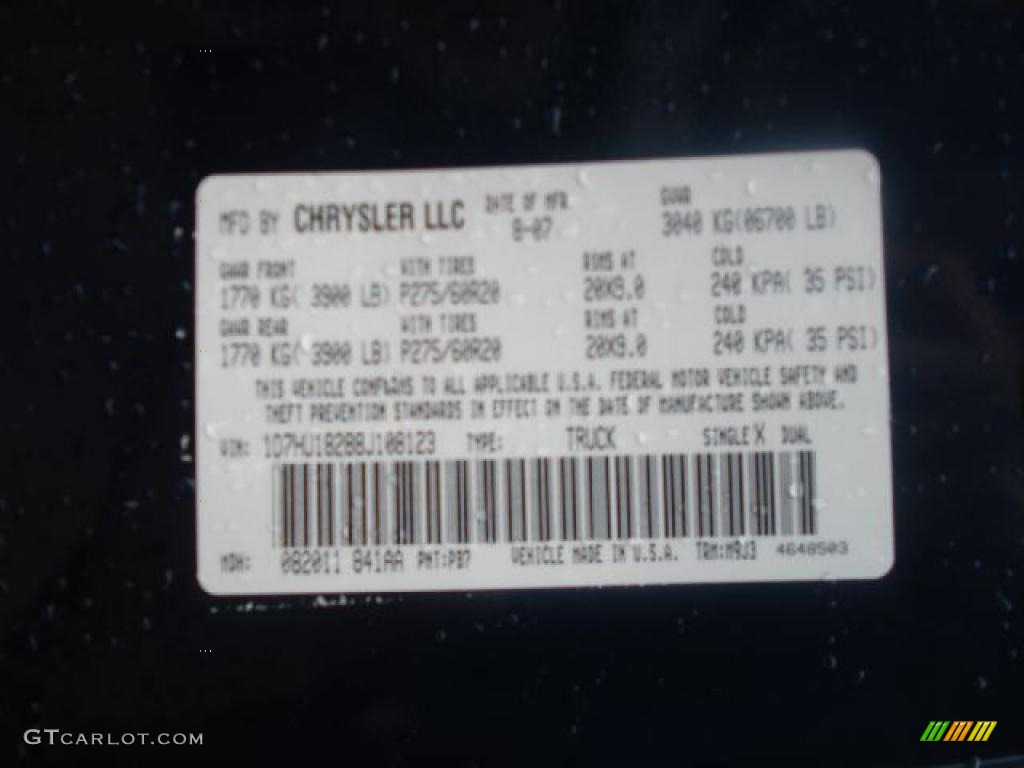 MFD BY CHRYSLER LLC DATE OF MFR 8-07 GVWR 3040 KG(06700 LB)
GAWR FRONT WITH TIRES RIMS AT COLD
1770 KG( 3900 LB) P275/60R20 20X9.0 240 KPA( 35 PSI)
GAWR REAR WITH TIRES RIMS AT COLD
1770 KG( 3900 LB) P275/60R20 20X9.0 240 KPA( 35 PSI)
THIS VEHICLE CONFORMS TO ALL APPLICABLE U.S.A. FEDERAL MOTOR VEHICLE SAFETY AND
THEFT PREVENTION STANDARDS IN EFFECT ON THE DATE OF MANUFACTURE SHOWN ABOVE.
VIN: 1D7HU18288J108123 TYPE: TRUCK SINGLE X DUAL
MDH: 082011 841AA PNT:PB7 VEHICLE MADE IN U.S.A. TRM:M9J3 4648503
GTcarlot.com